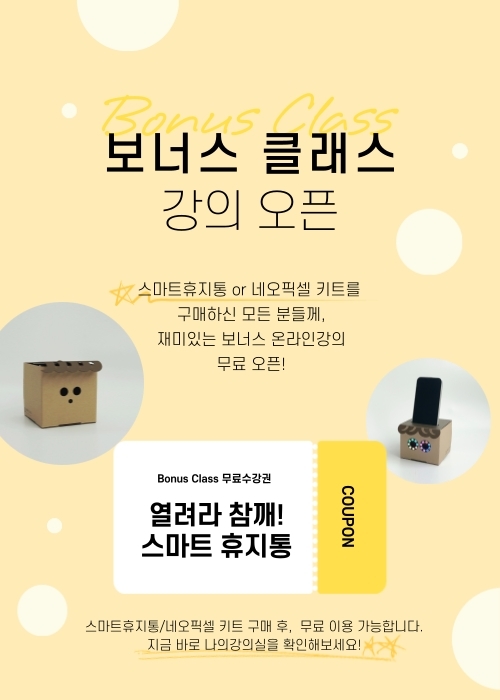 Bonus Class
보너스 클래스
강의 오픈
스마트휴지통 or 네오픽셀 키트를
구매하신 모든 분들께,
재미있는 보너스 온라인강의
무료 오픈!
Bonus Class 무료수강권
열려라 참깨!
스마트 휴지통
COUPON
스마트휴지통/네오픽셀 키트 구매 후, 무료 이용 가능합니다.
지금 바로 나의강의실을 확인해보세요!